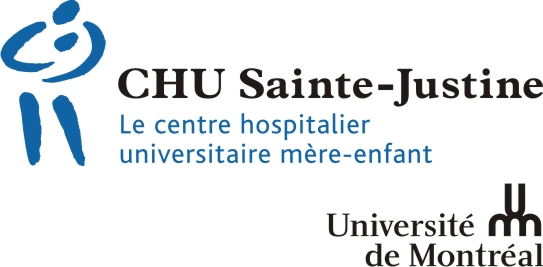 CHU Sainte-Justine
Le centre hospitalier
universitaire mère-enfant
Université
de Montréal